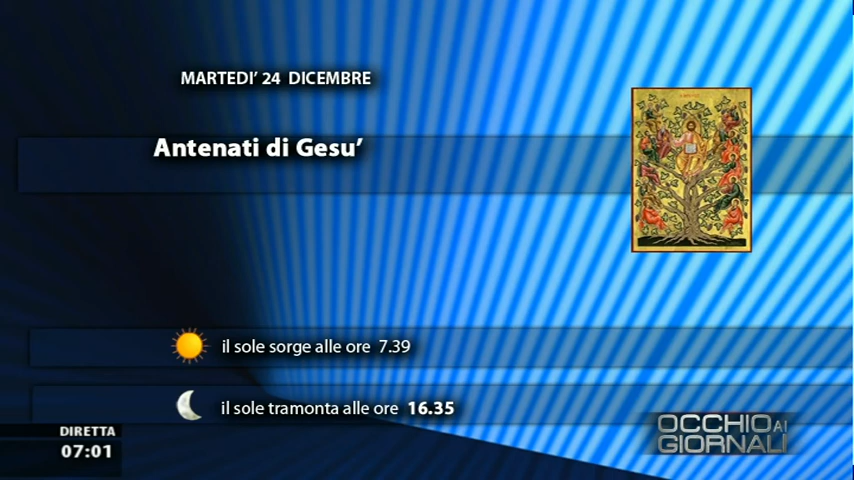 MARTEDI' 24 DICEMBRE
Antenati di Gesu'
il sole sorge alle ore 7.39
il sole tramonta alle ore 16.35
DIRETTA
07:01
OCCHIO AI
GIORNALI